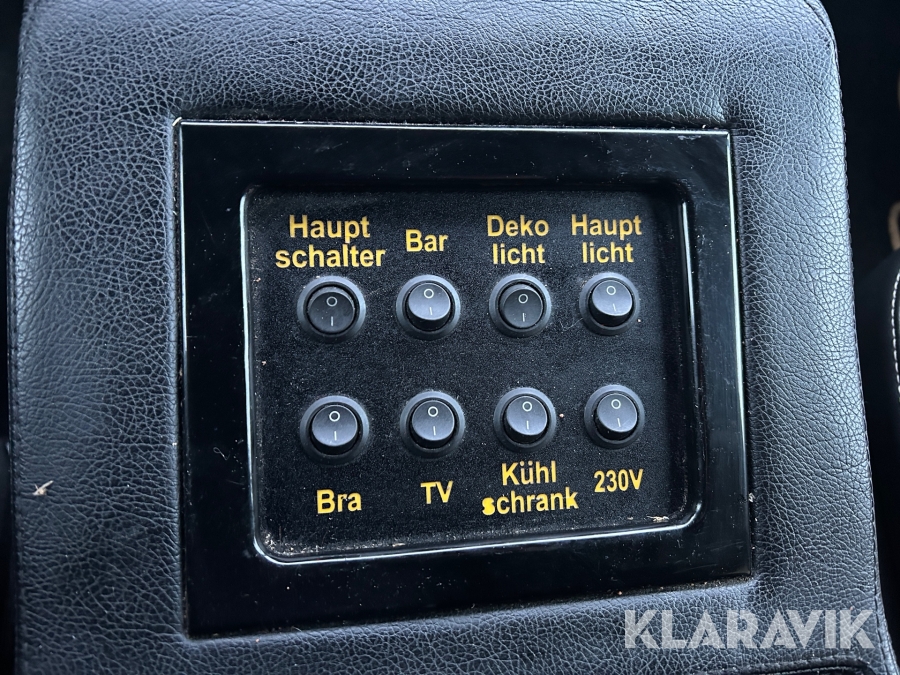 Haupt
schalter
Bar
Deko
licht
Haupt
licht
O
I
O
I
O
I
O
I
O
I
O
I
O
I
O
I
Bra
TV
Kühl
schrank
230V
KLARAVIK